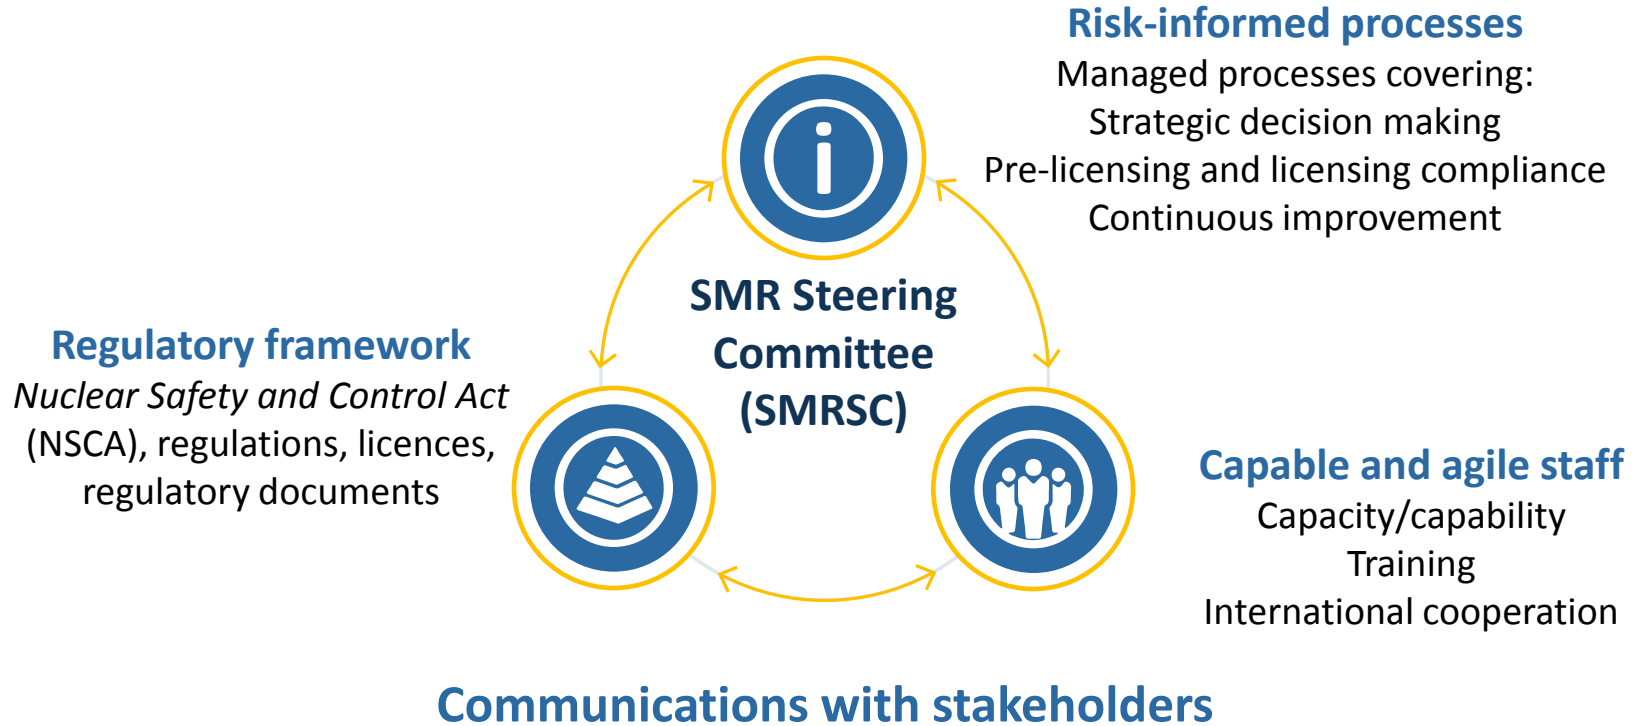 Risk-informed processes
Managed processes covering:
Strategic decision making
Pre-licensing and licensing compliance
Continuous improvement
SMR Steering
Committee
(SMRSC)
Regulatory framework
Nuclear Safety and Control Act
(NSCA), regulations, licences,
regulatory documents
Capable and agile staff
Capacity/capability
Training
International cooperation
Communications with stakeholders